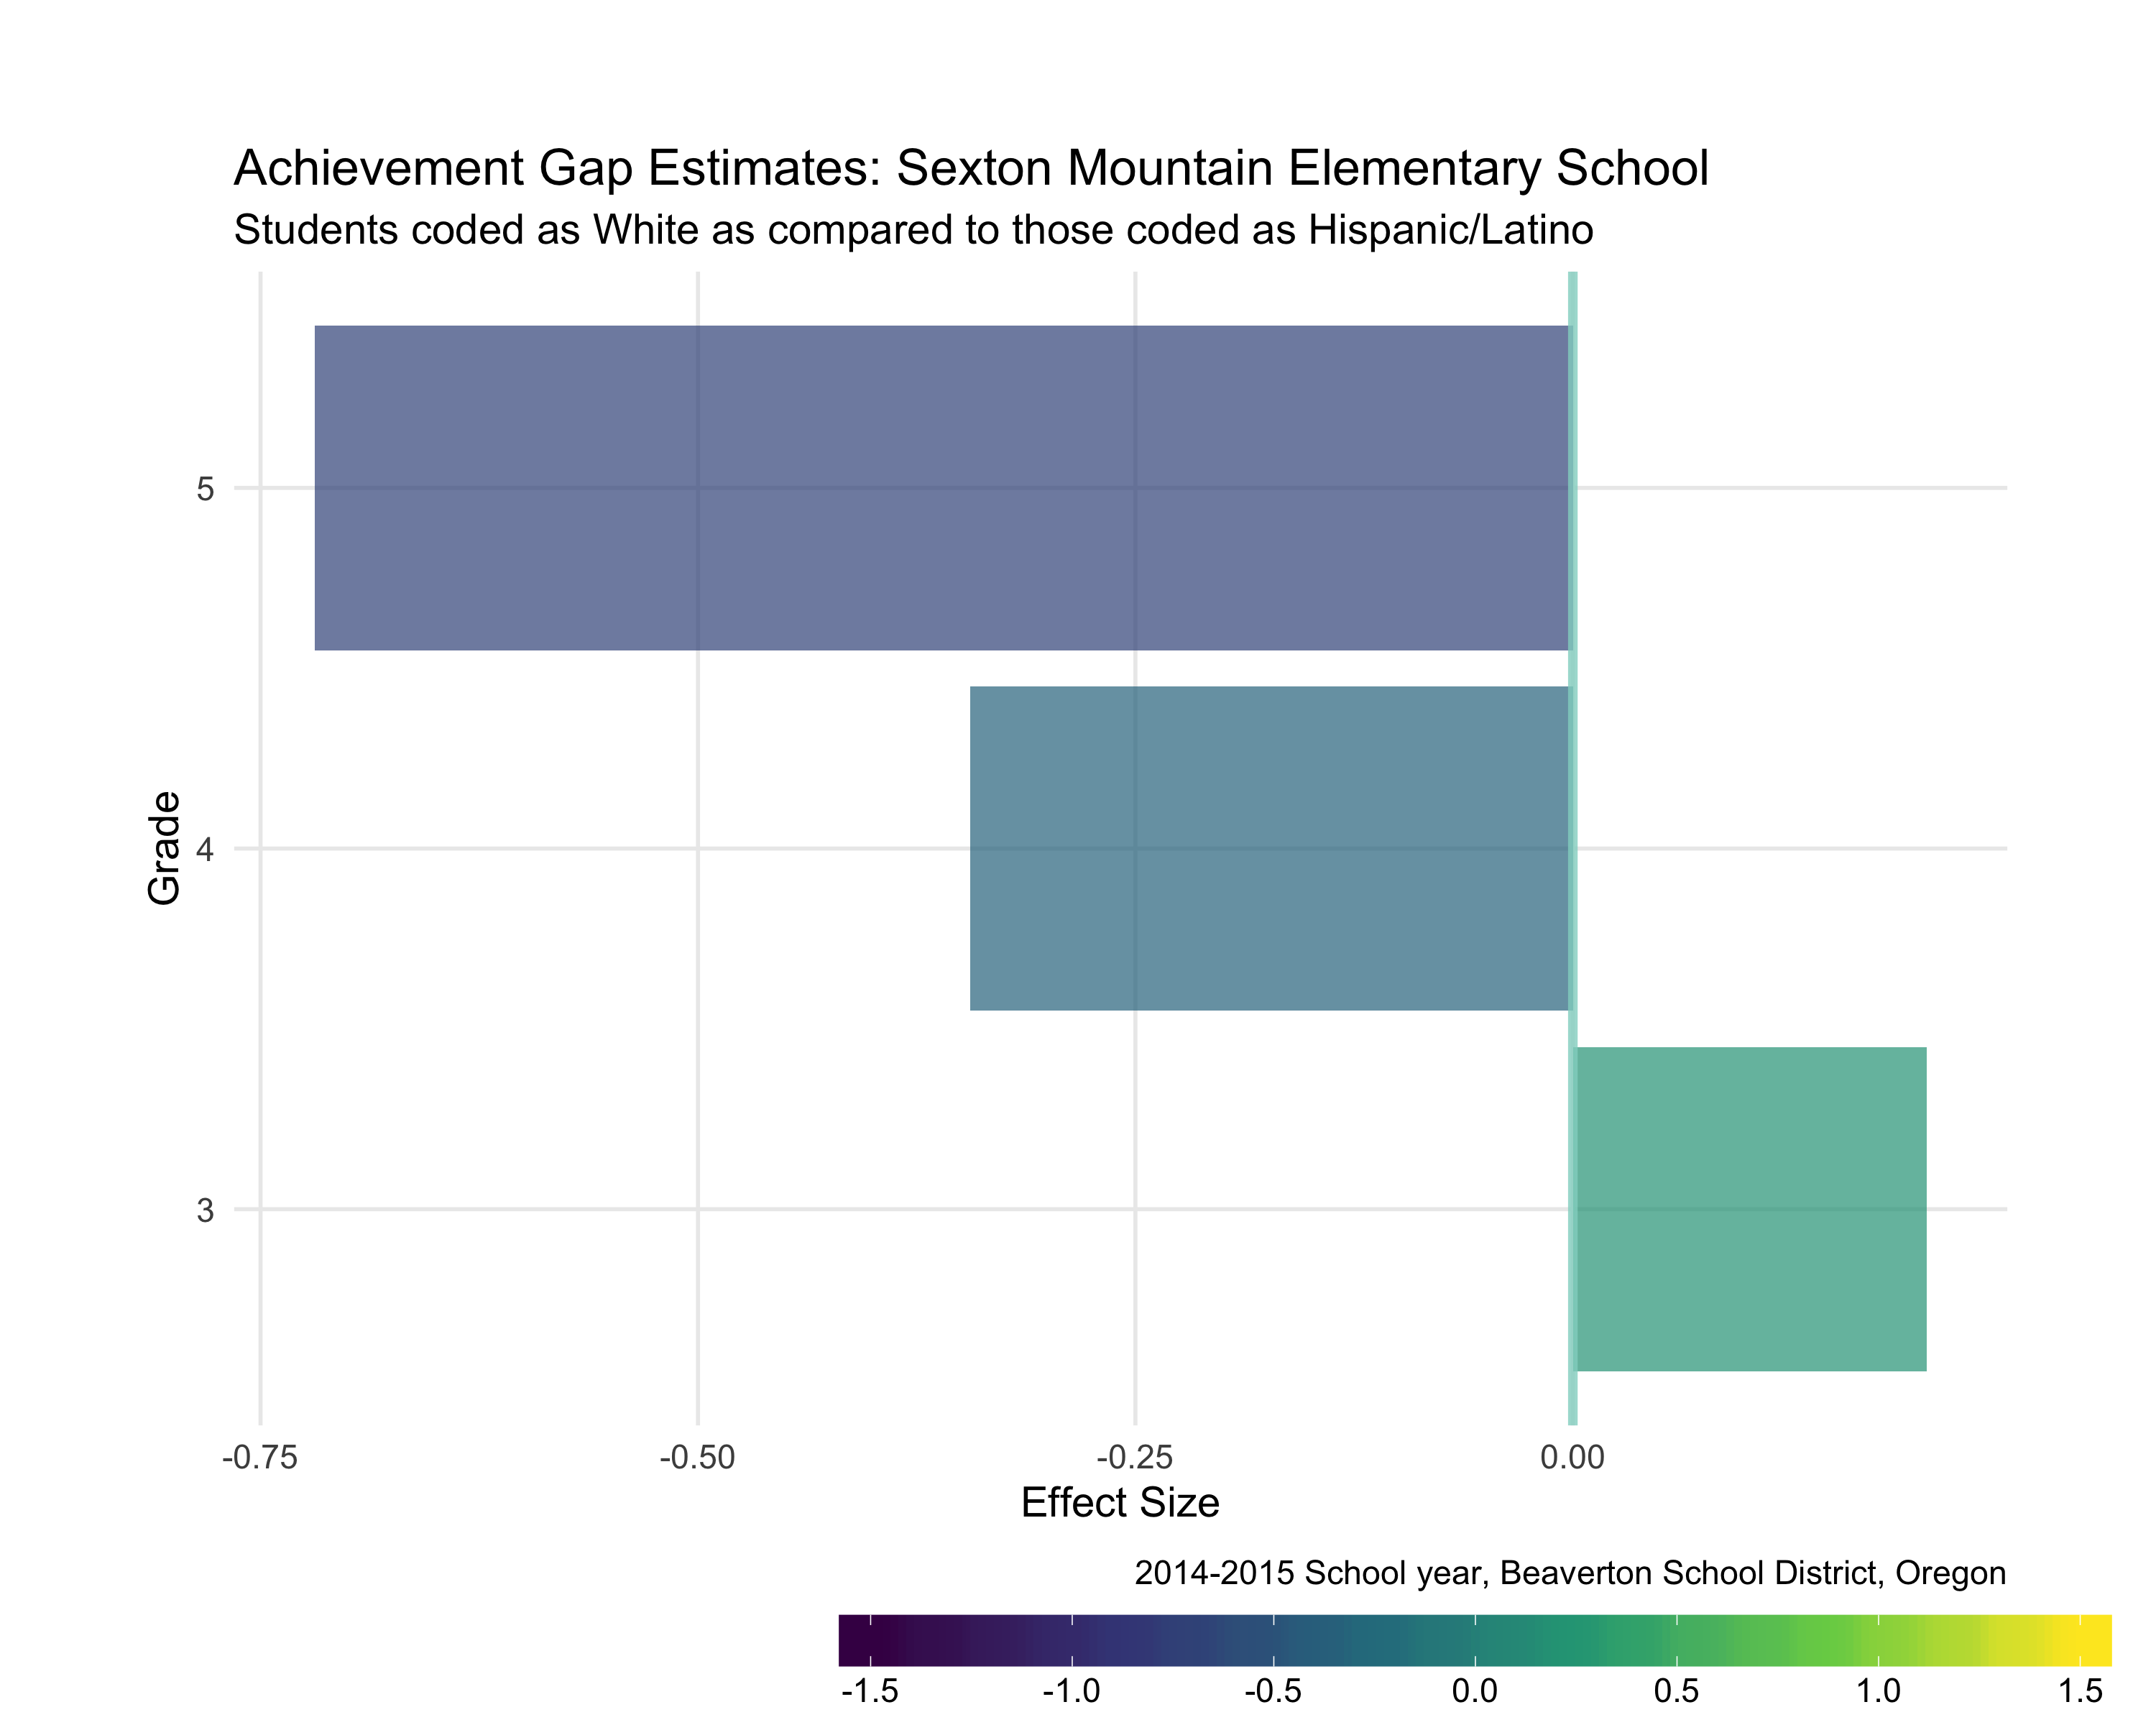 Achievement Gap Estimates: Sexton Mountain Elementary School
Students coded as White as compared to those coded as Hispanic/Latino
5
4
3
Grade
-0.75 -0.50 -0.25 0.00
Effect Size
2014-2015 School year, Beaverton School District, Oregon
-1.5 -1.0 -0.5 0.0 0.5 1.0 1.5